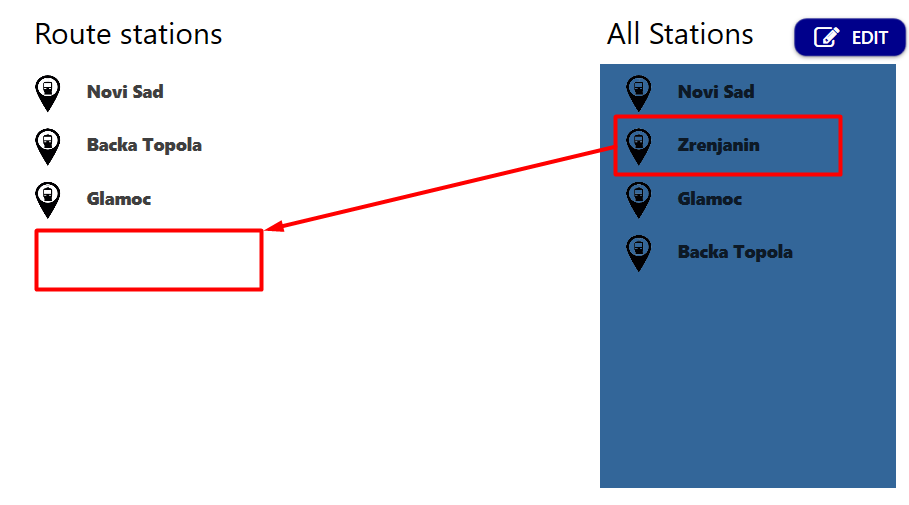 Route stations
Novi Sad
Backa Topola
Glamoc
All Stations
EDIT
Novi Sad
Zrenjanin
Glamoc
Backa Topola